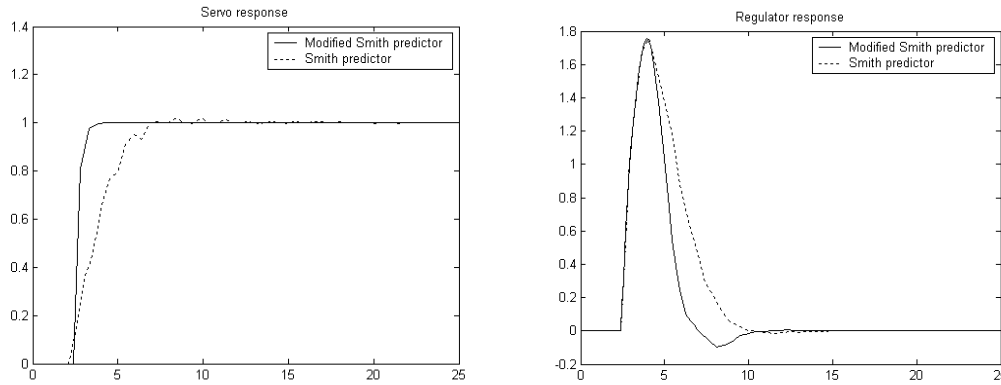 Servo response
1.4
1.2
1
0.8
0.6
0.4
0.2
0
0 5 10 15 20 25
Modified Smith predictor
Smith predictor
Regulator response
1.8
1.6
1.4
1.2
1
0.8
0.6
0.4
0.2
0
-0.2
0 5 10 15 20 25
Modified Smith predictor
Smith predictor